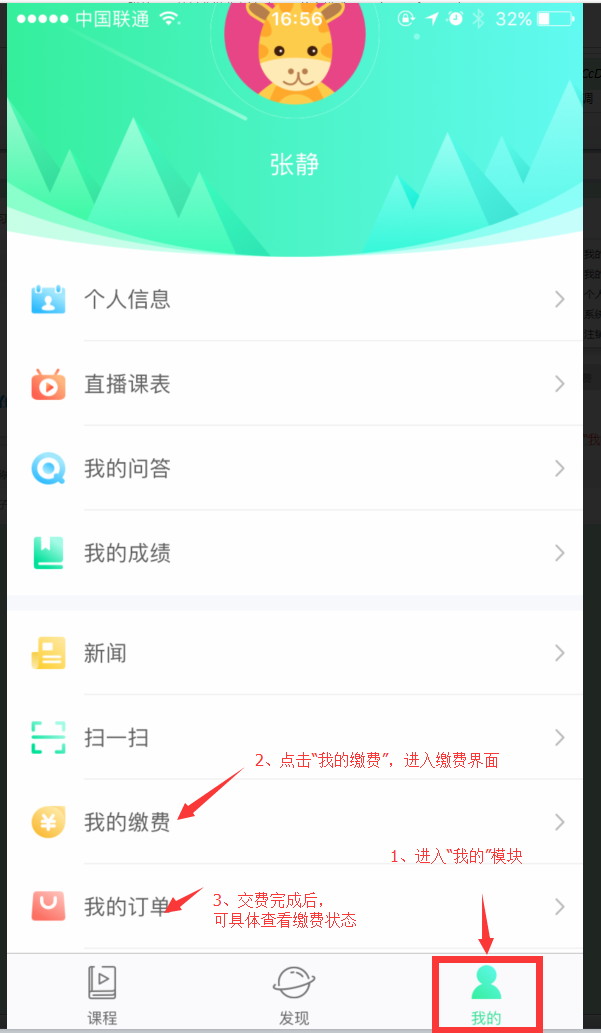 中国联通 16:56 32%
张静
个人信息
直播课表
我的问答
我的成绩
新闻
扫一扫
2、点击“我的缴费”，进入缴费界面
我的缴费
1、进入“我的”模块
我的订单
3、交费完成后，
可具体查看缴费状态
课程 发现 我的